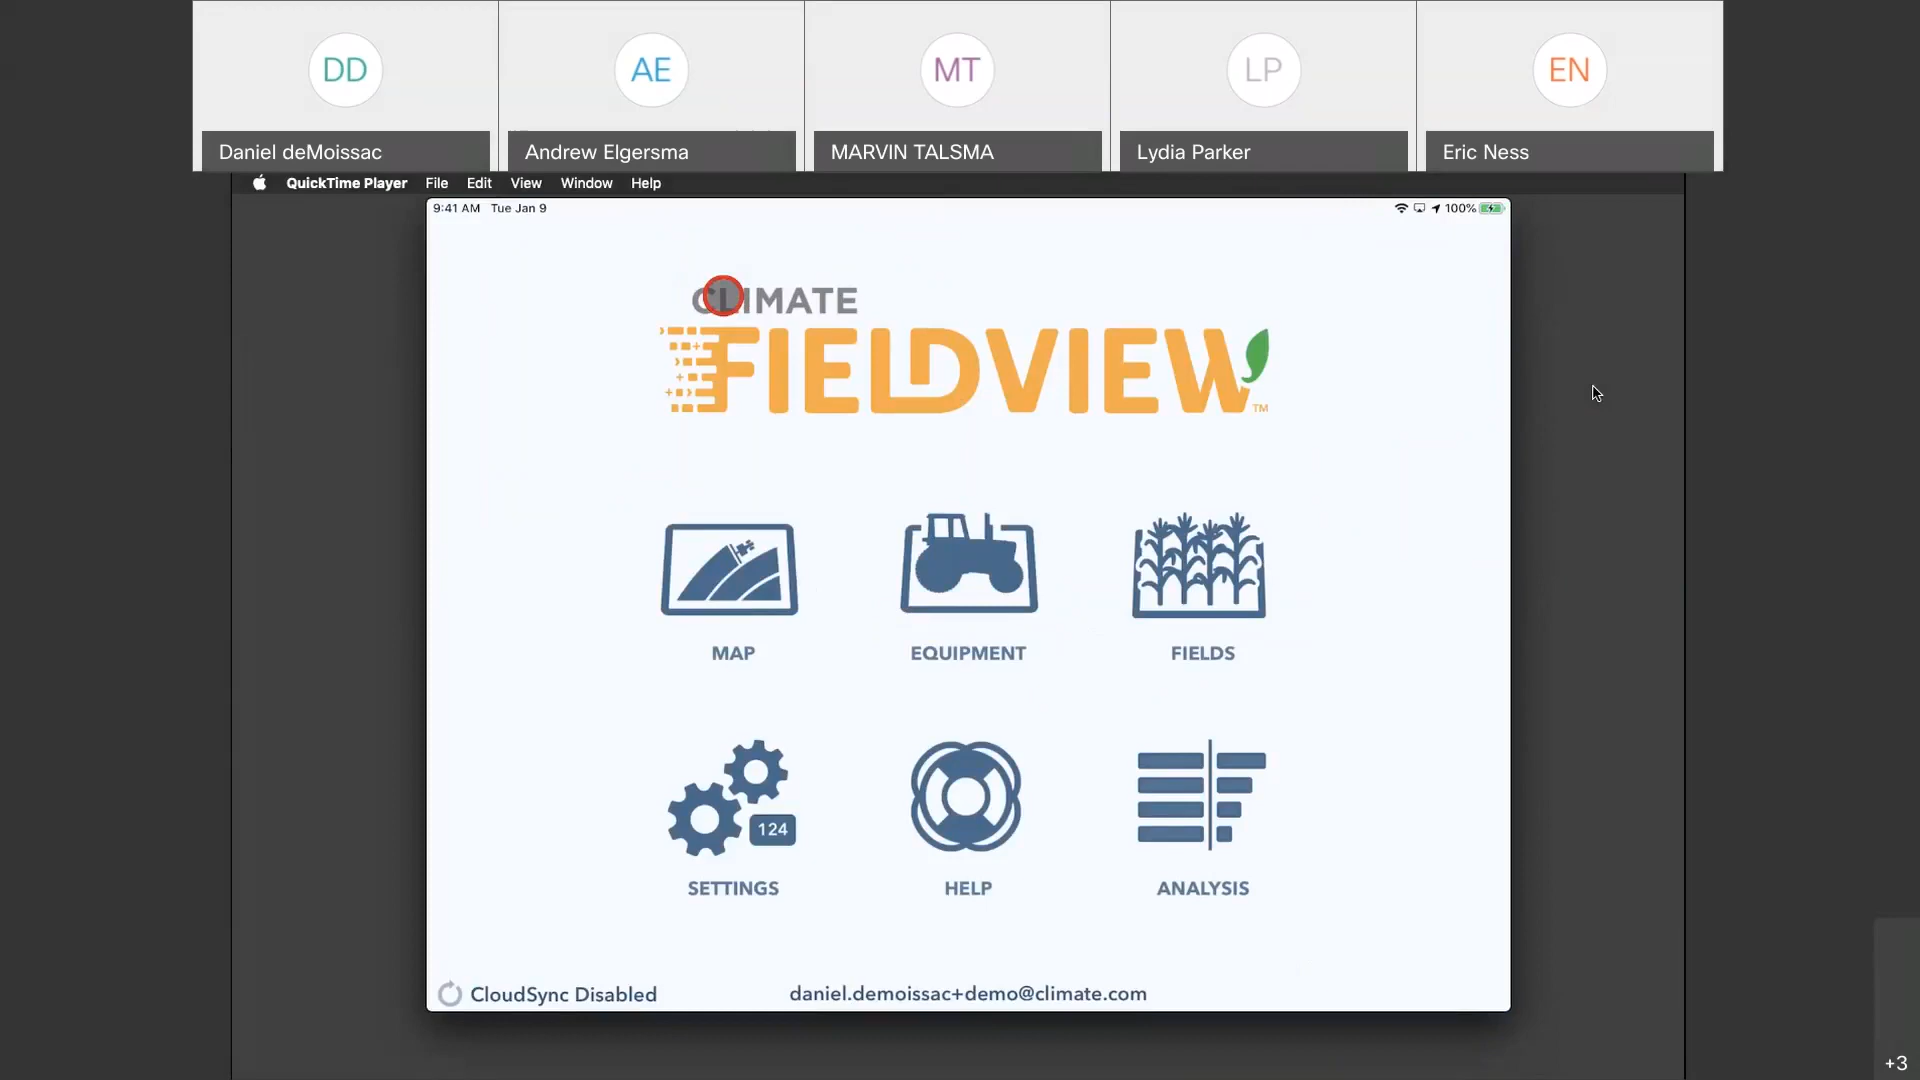 DD
AE
MT
LP
EN
Daniel deMoissac
Andrew Elgersma
MARVIN TALSMA
Lydia Parker
Eric Ness
QuickTime Player File Edit View Window Help
9:41 AM Tue Jan 9
100%
CLIMATE
FIELDVIEW™
MAP
EQUIPMENT
FIELDS
124
SETTINGS
HELP
ANALYSIS
CloudSync Disabled
daniel.demoissac+demo@climate.com
+3